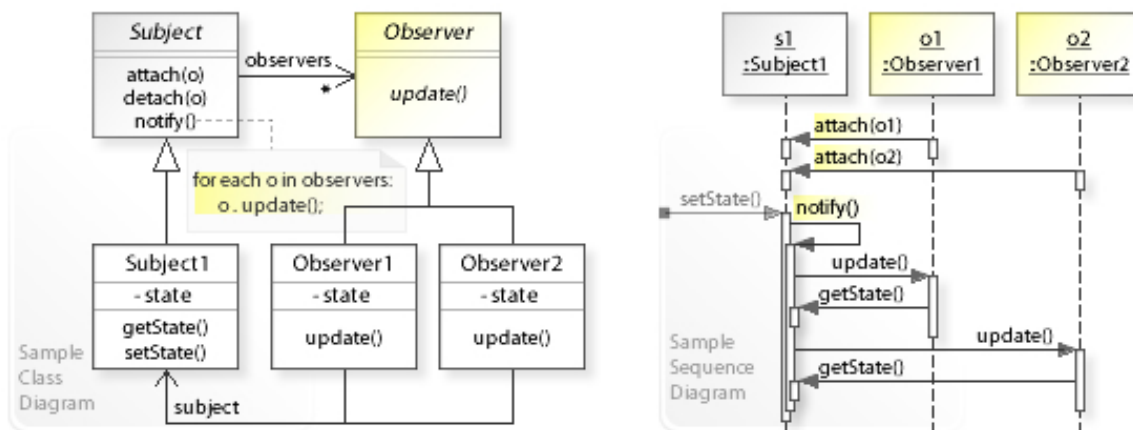 Subject
attach(o)
detach(o)
notify()
observers
*
Observer
update()
for each o in observers:
o . update();
Subject1
- state
getState()
setState()
Observer1
- state
update()
Observer2
- state
update()
subject
Sample
Class
Diagram
s1
:Subject1
o1
:Observer1
o2
:Observer2
attach(o1)
attach(o2)
setState()
notify()
update()
getState()
update()
getState()
Sample
Sequence
Diagram